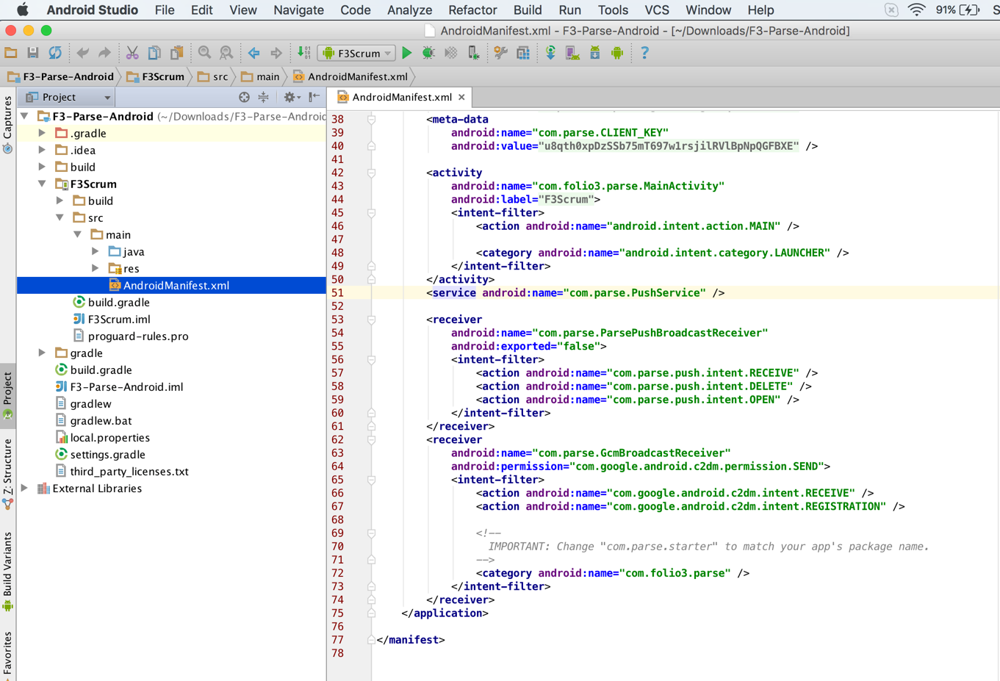 Android Studio File Edit View Navigate Code Analyze Refactor Build Run Tools VCS Window Help 91% S
AndroidManifest.xml - F3-Parse-Android - [~/Downloads/F3-Parse-Android]
F3Scrum ?
F3-Parse-Android F3Scrum src main AndroidManifest.xml
Captures
Project
Z: Structure
Build Variants
Favorites
Project
F3-Parse-Android (~/Downloads/F3-Parse-Android
.gradle
.idea
build
F3Scrum
build
src
main
java
res
AndroidManifest.xml
build.gradle
F3Scrum.iml
proguard-rules.pro
gradle
build.gradle
F3-Parse-Android.iml
gradlew
gradlew.bat
local.properties
settings.gradle
third_party_licenses.txt
External Libraries
AndroidManifest.xml ×
38 <meta-data
39 android:name="com.parse.CLIENT_KEY"
40 android:value="u8qth0xpDzSSb75mT697w1rsjilRVlBpNpQGFBXE" />
41
42 <activity
43 android:name="com.folio3.parse.MainActivity"
44 android:label="F3Scrum">
45 <intent-filter>
46 <action android:name="android.intent.action.MAIN" />
47
48 <category android:name="android.intent.category.LAUNCHER" />
49 </intent-filter>
50 </activity>
51 <service android:name="com.parse.PushService" />
52
53 <receiver
54 android:name="com.parse.ParsePushBroadcastReceiver"
55 android:exported="false">
56 <intent-filter>
57 <action android:name="com.parse.push.intent.RECEIVE" />
58 <action android:name="com.parse.push.intent.DELETE" />
59 <action android:name="com.parse.push.intent.OPEN" />
60 </intent-filter>
61 </receiver>
62 <receiver
63 android:name="com.parse.GcmBroadcastReceiver"
64 android:permission="com.google.android.c2dm.permission.SEND">
65 <intent-filter>
66 <action android:name="com.google.android.c2dm.intent.RECEIVE" />
67 <action android:name="com.google.android.c2dm.intent.REGISTRATION" />
68
69 <!--
70 IMPORTANT: Change "com.parse.starter" to match your app's package name.
71 -->
72 <category android:name="com.folio3.parse" />
73 </intent-filter>
74 </receiver>
75 </application>
76
77 </manifest>
78